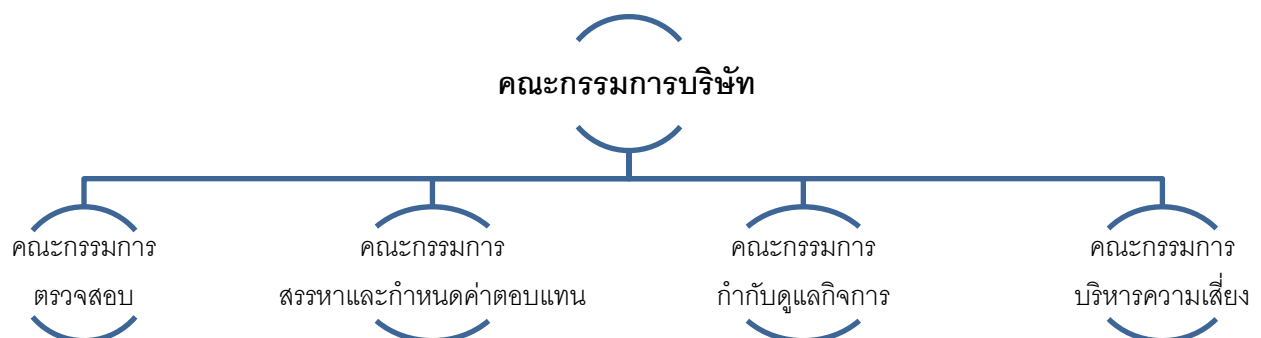 คณะกรรมการบริษัท
คณะกรรมการ
ตรวจสอบ
คณะกรรมการ
สรรหาและกำหนดค่าตอบแทน
คณะกรรมการ
กำกับดูแลกิจการ
คณะกรรมการ
บริหารความเสี่ยง